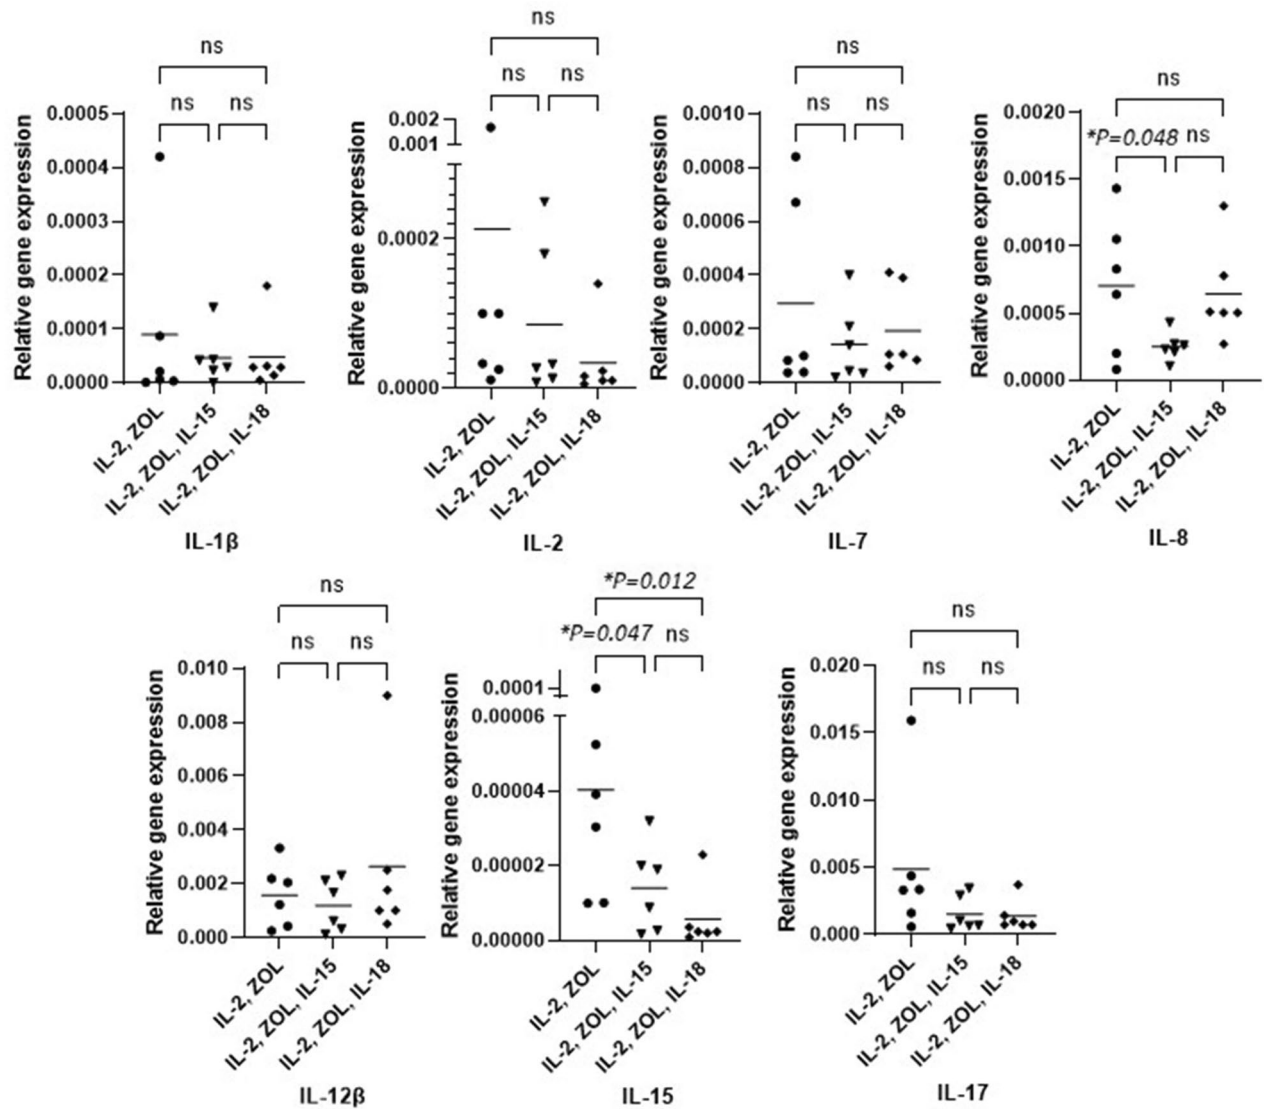 ns
ns ns
Relative gene expression
0.0005
0.0004
0.0003
0.0002
0.0001
0.0000
IL-2, ZOL
IL-2, ZOL, IL-15
IL-2, ZOL, IL-18
IL-1β
ns
ns ns
Relative gene expression
0.002
0.001
0.0002
0.0000
IL-2, ZOL
IL-2, ZOL, IL-15
IL-2, ZOL, IL-18
IL-2
ns
ns ns
Relative gene expression
0.0010
0.0008
0.0006
0.0004
0.0002
0.0000
IL-2, ZOL
IL-2, ZOL, IL-15
IL-2, ZOL, IL-18
IL-7
ns
*P=0.048 ns
Relative gene expression
0.0020
0.0015
0.0010
0.0005
0.0000
IL-2, ZOL
IL-2, ZOL, IL-15
IL-2, ZOL, IL-18
IL-8
ns
ns ns
Relative gene expression
0.010
0.008
0.006
0.004
0.002
0.000
IL-2, ZOL
IL-2, ZOL, IL-15
IL-2, ZOL, IL-18
IL-12β
*P=0.012
*P=0.047 ns
Relative gene expression
0.0001
0.00006
0.00004
0.00002
0.00000
IL-2, ZOL
IL-2, ZOL, IL-15
IL-2, ZOL, IL-18
IL-15
ns
ns ns
Relative gene expression
0.020
0.015
0.010
0.005
0.000
IL-2, ZOL
IL-2, ZOL, IL-15
IL-2, ZOL, IL-18
IL-17